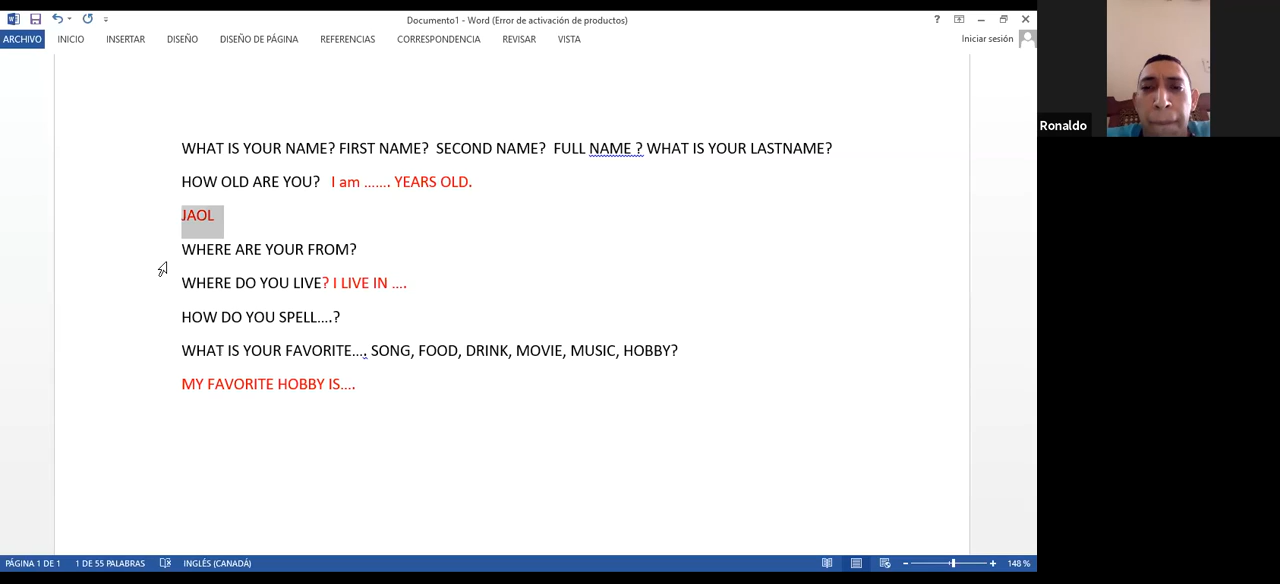 Documento1 - Word (Error de activación de productos)
?
ARCHIVO INICIO INSERTAR DISEÑO DISEÑO DE PÁGINA REFERENCIAS CORRESPONDENCIA REVISAR VISTA Iniciar sesión
Ronaldo
WHAT IS YOUR NAME? FIRST NAME? SECOND NAME? FULL NAME ? WHAT IS YOUR LASTNAME?
HOW OLD ARE YOU? I am ....... YEARS OLD.
JAOL
WHERE ARE YOUR FROM?
WHERE DO YOU LIVE? I LIVE IN ....
HOW DO YOU SPELL....?
WHAT IS YOUR FAVORITE.... SONG, FOOD, DRINK, MOVIE, MUSIC, HOBBY?
MY FAVORITE HOBBY IS....
PÁGINA 1 DE 1 1 DE 55 PALABRAS INGLÉS (CANADÁ) 148 %